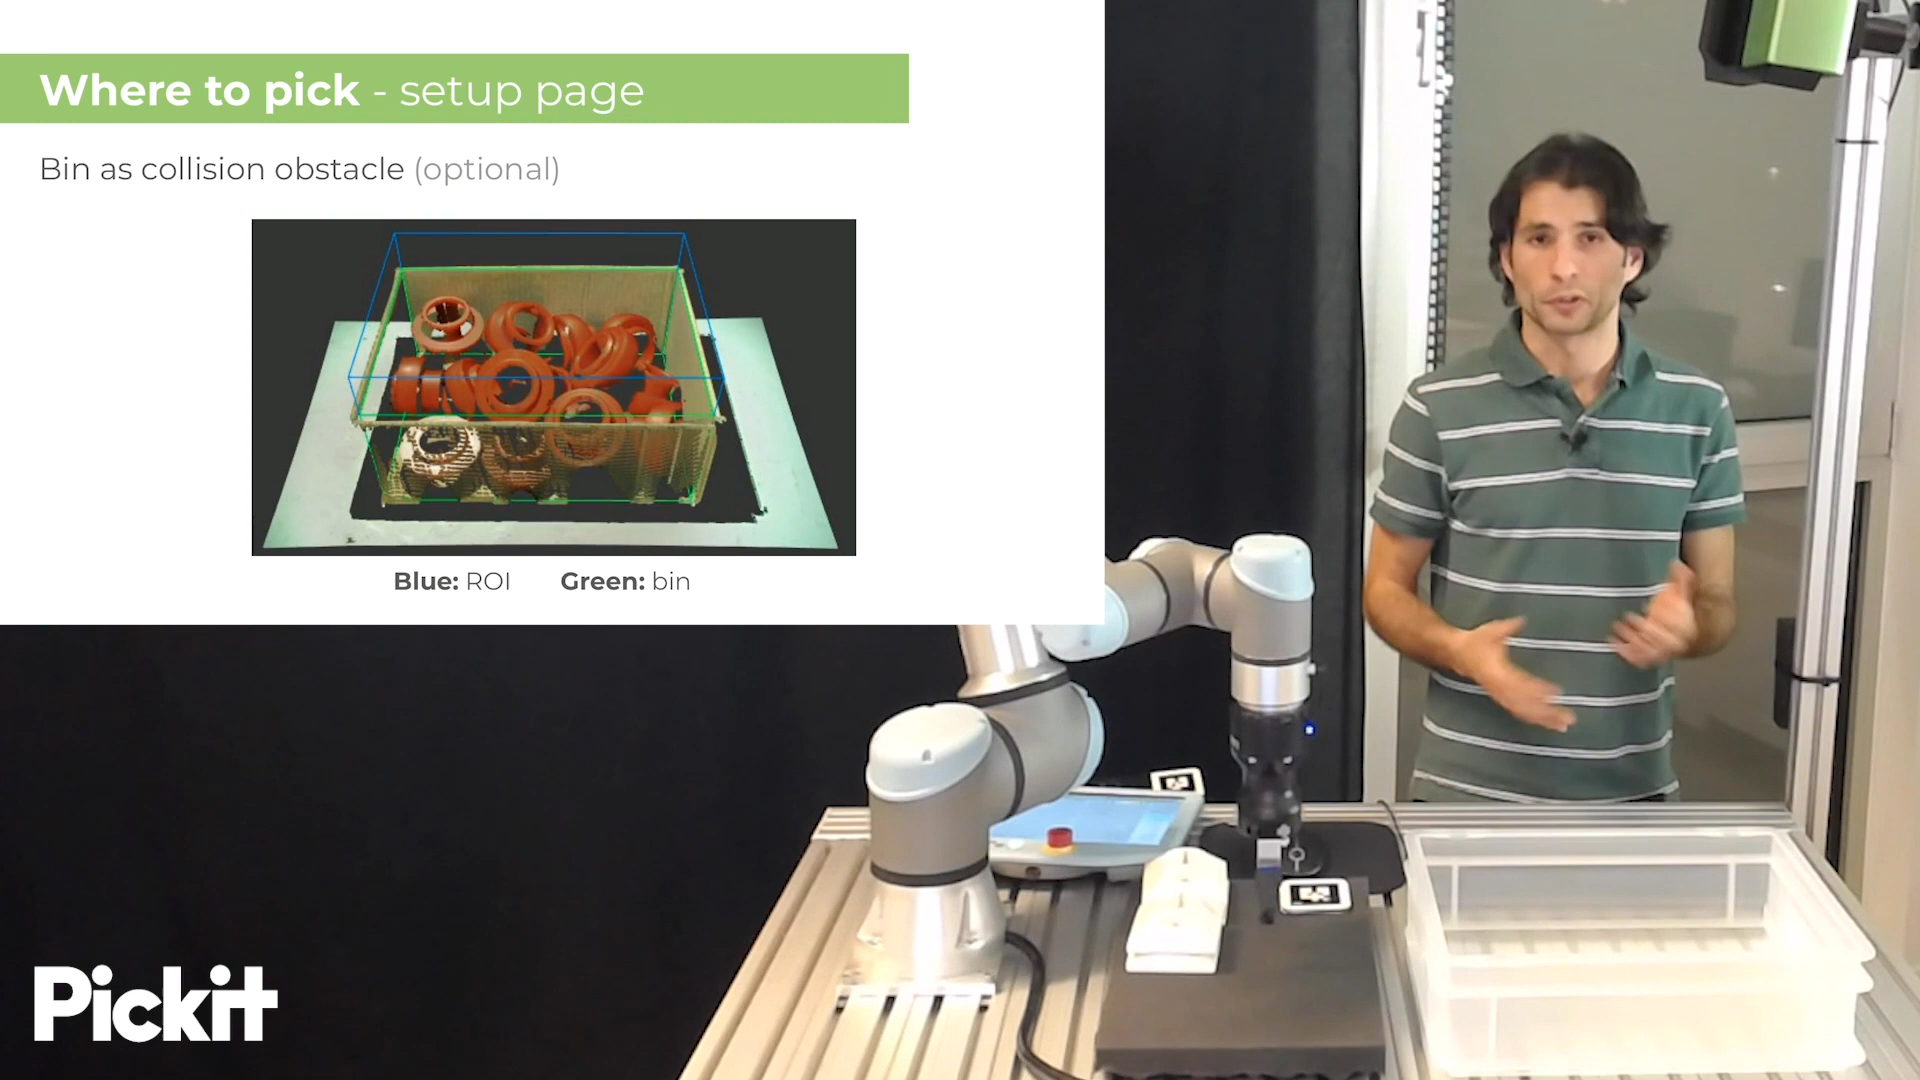 Where to pick - setup page
Bin as collision obstacle (optional)
Blue: ROI Green: bin
Pickit